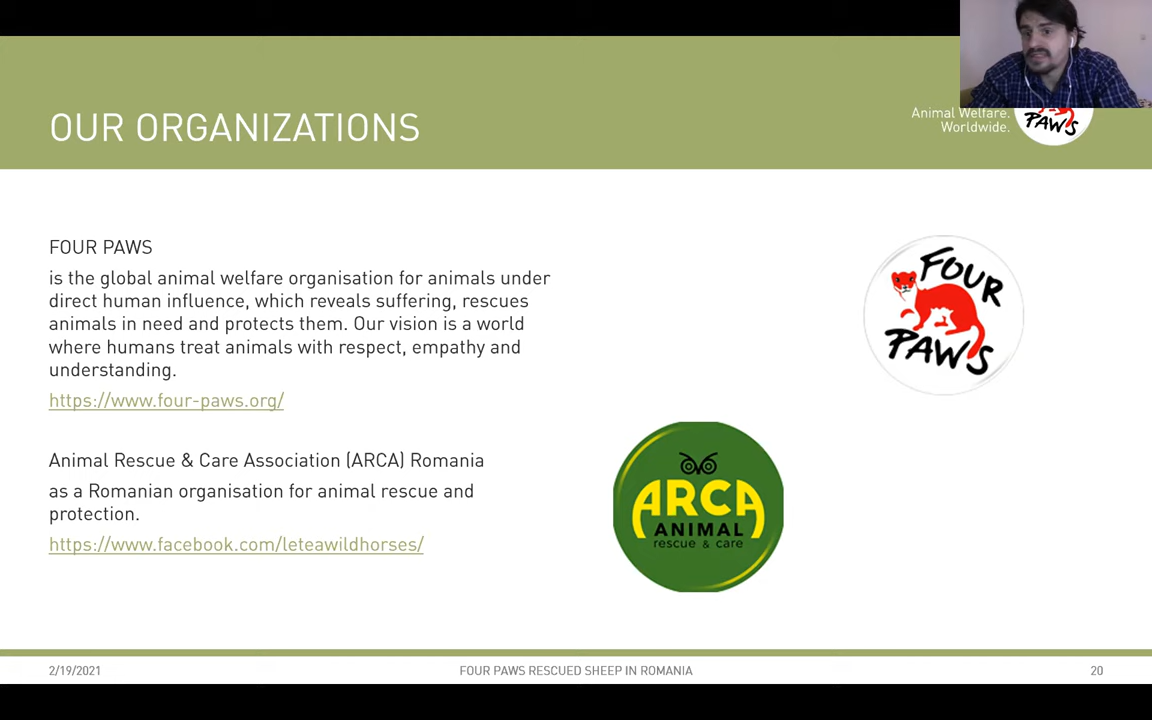 OUR ORGANIZATIONS
Animal Welfare.
Worldwide.
PAWS
FOUR PAWS
is the global animal welfare organisation for animals under
direct human influence, which reveals suffering, rescues
animals in need and protects them. Our vision is a world
where humans treat animals with respect, empathy and
understanding.
https://www.four-paws.org/
FOUR
PAWS
Animal Rescue & Care Association (ARCA) Romania
as a Romanian organisation for animal rescue and
protection.
https://www.facebook.com/leteawildhorses/
ARCA
ANIMAL
rescue & care
2/19/2021
FOUR PAWS RESCUED SHEEP IN ROMANIA
20